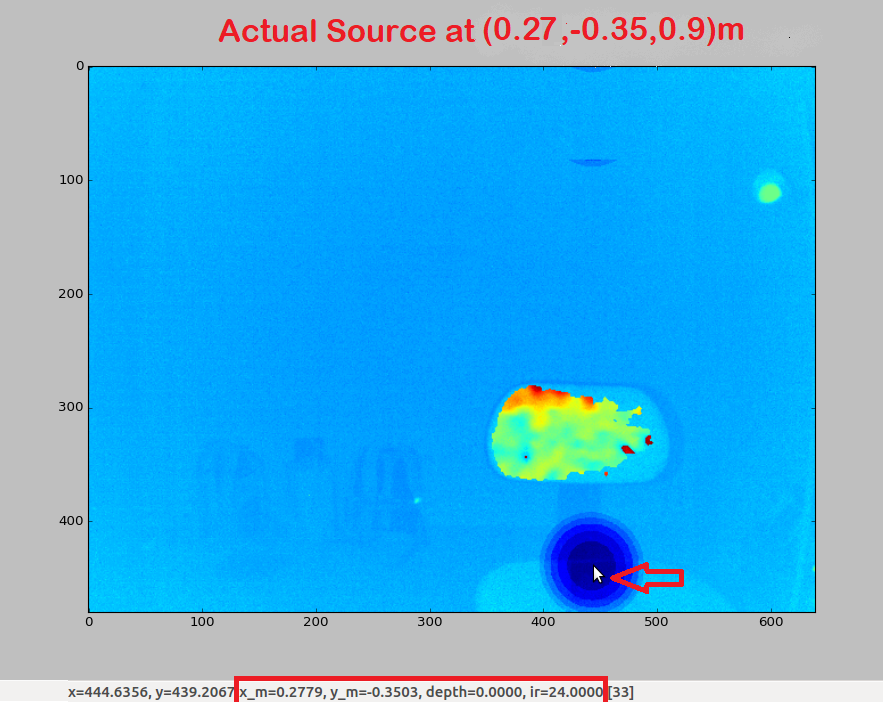 Actual Source at (0.27,-0.35,0.9)m
0
100
200
300
400
0 100 200 300 400 500 600
x=444.6356, y=439.2067 x_m=0.2779, y_m=-0.3503, depth=0.0000, ir=24.0000 [33]